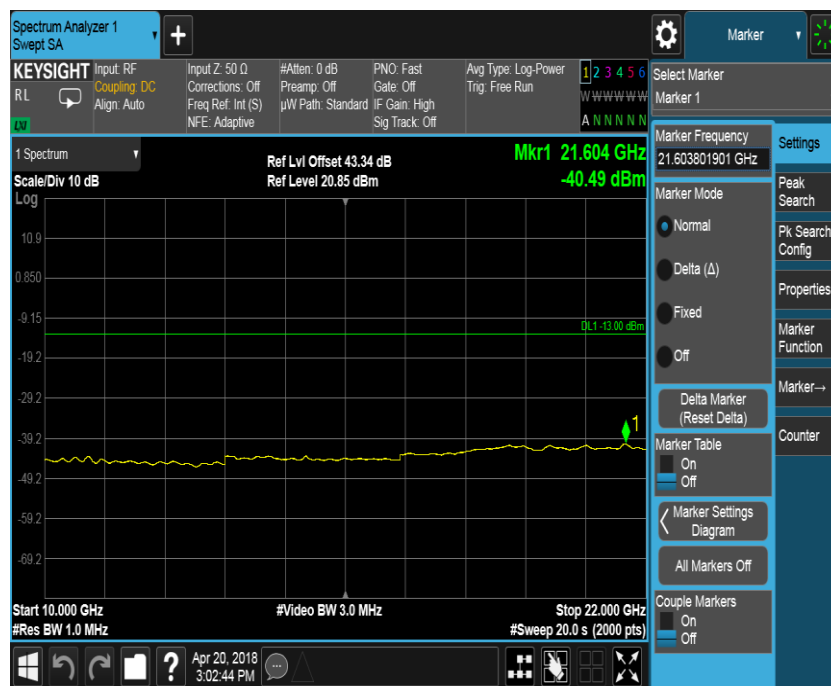 Spectrum Analyzer 1
Swept SA
Marker
KEYSIGHT
RL
LXI
Input: RF
Coupling: DC
Align: Auto
Input Z: 50 Ω
Corrections: Off
Freq Ref: Int (S)
NFE: Adaptive
#Atten: 0 dB
Preamp: Off
µW Path: Standard
PNO: Fast
Gate: Off
IF Gain: High
Sig Track: Off
Avg Type: Log-Power
Trig: Free Run
1 2 3 4 5 6
W W W W W W
A N N N N N
Select Marker
Marker 1
1 Spectrum
Scale/Div 10 dB
Log
Ref Lvl Offset 43.34 dB
Ref Level 20.85 dBm
Mkr1 21.604 GHz
-40.49 dBm
10.9
0.850
-9.15
-19.2
-29.2
-39.2
-49.2
-59.2
-69.2
DL1 -13.00 dBm
1
Start 10.000 GHz
#Res BW 1.0 MHz
#Video BW 3.0 MHz
Stop 22.000 GHz
#Sweep 20.0 s (2000 pts)
Marker Frequency
21.603801901 GHz
Marker Mode
Normal
Delta (Δ)
Fixed
Off
Delta Marker
(Reset Delta)
Marker Table
On
Off
Marker Settings
Diagram
All Markers Off
Couple Markers
On
Off
Settings
Peak
Search
Pk Search
Config
Properties
Marker
Function
Marker→
Counter
?
Apr 20, 2018
3:02:44 PM